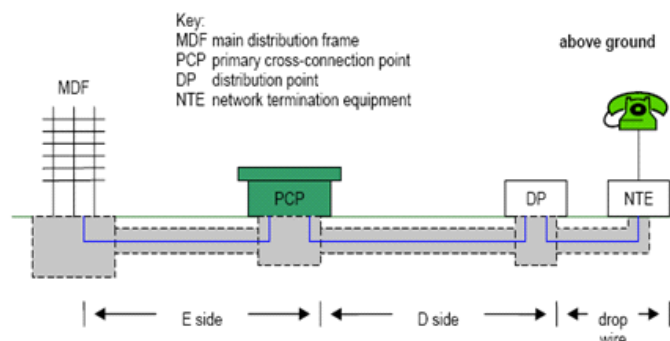 Key:
MDF main distribution frame
PCP primary cross-connection point
DP distribution point
NTE network termination equipment
above ground
MDF
PCP
DP
NTE
E side
D side
drop
wire